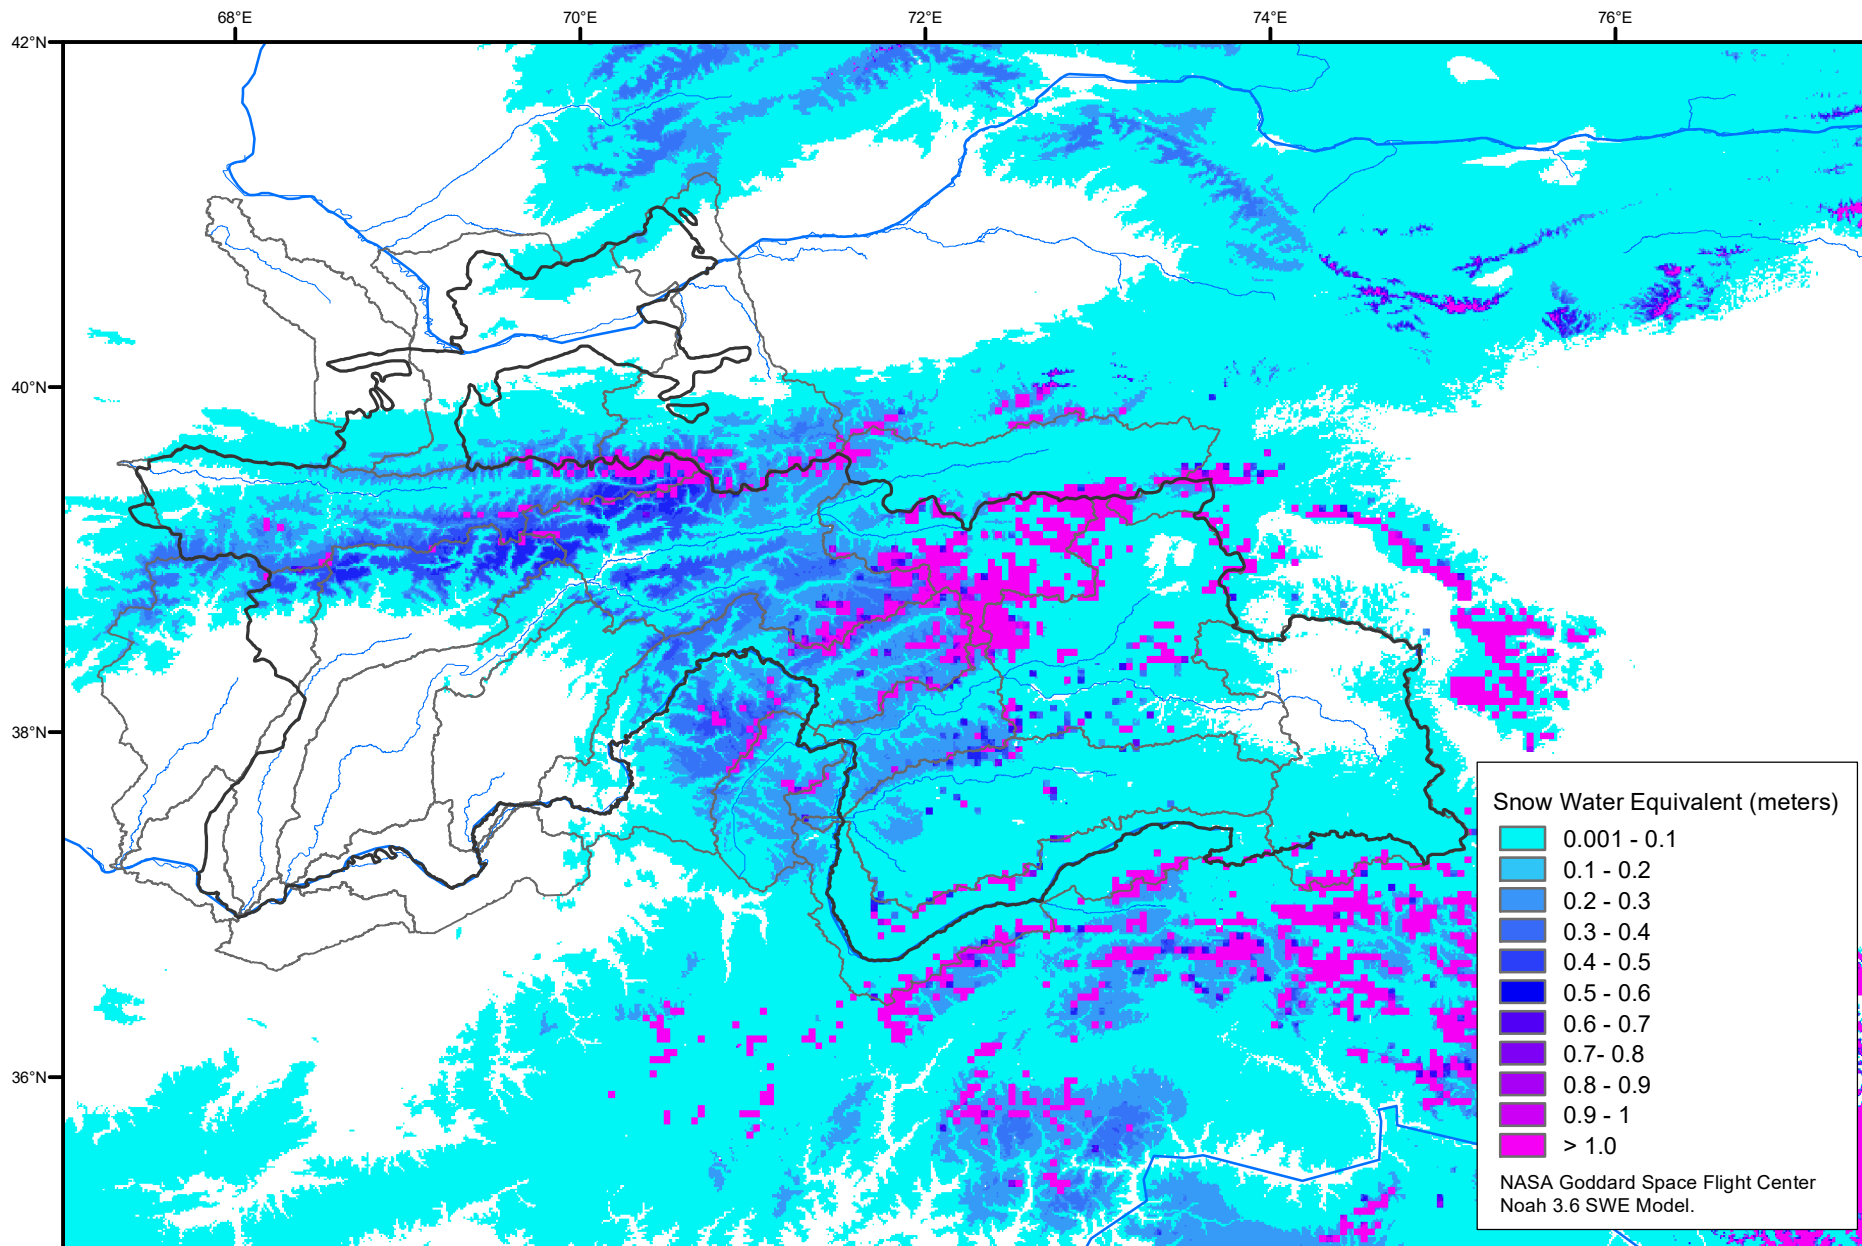 68°E 70°E 72°E 74°E 76°E
42°N
40°N
38°N
36°N
Snow Water Equivalent (meters)
0.001 - 0.1
0.1 - 0.2
0.2 - 0.3
0.3 - 0.4
0.4 - 0.5
0.5 - 0.6
0.6 - 0.7
0.7- 0.8
0.8 - 0.9
0.9 - 1
> 1.0
NASA Goddard Space Flight Center
Noah 3.6 SWE Model.